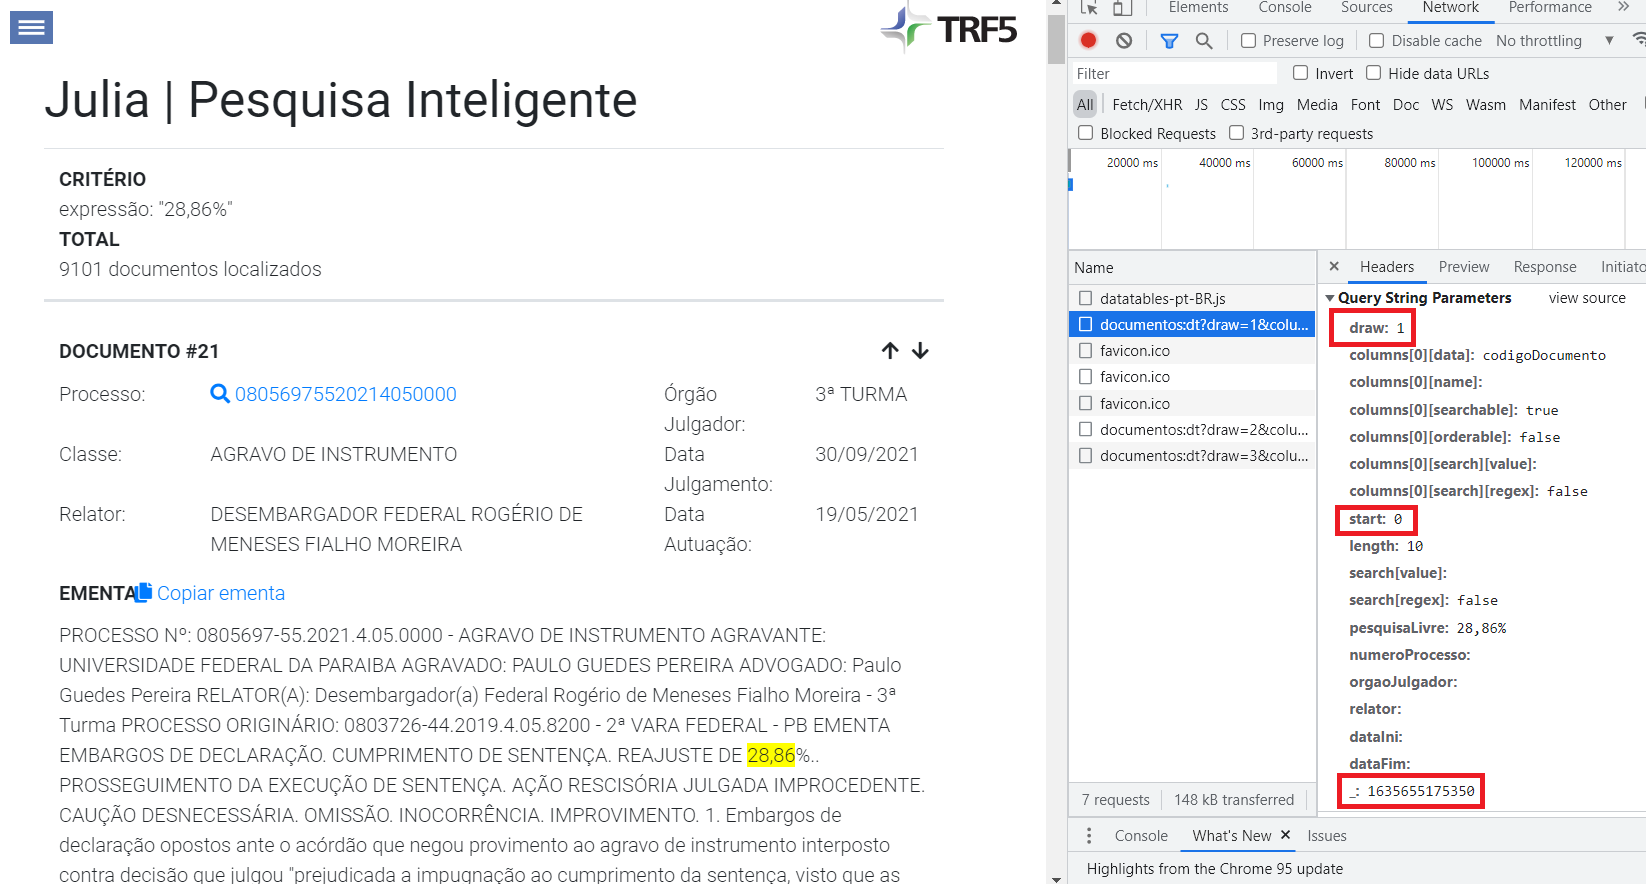 TRF5
Julia | Pesquisa Inteligente
CRITÉRIO
expressão: "28,86%"
TOTAL
9101 documentos localizados
DOCUMENTO #21
Processo: 08056975520214050000 Órgão Julgador: 3ª TURMA
Classe: AGRAVO DE INSTRUMENTO Data Julgamento: 30/09/2021
Relator: DESEMBARGADOR FEDERAL ROGÉRIO DE MENESES FIALHO MOREIRA Data Autuação: 19/05/2021
EMENTA Copiar ementa
PROCESSO Nº: 0805697-55.2021.4.05.0000 - AGRAVO DE INSTRUMENTO AGRAVANTE:
UNIVERSIDADE FEDERAL DA PARAIBA AGRAVADO: PAULO GUEDES PEREIRA ADVOGADO: Paulo
Guedes Pereira RELATOR(A): Desembargador(a) Federal Rogério de Meneses Fialho Moreira - 3ª
Turma PROCESSO ORIGINÁRIO: 0803726-44.2019.4.05.8200 - 2ª VARA FEDERAL - PB EMENTA
EMBARGOS DE DECLARAÇÃO. CUMPRIMENTO DE SENTENÇA. REAJUSTE DE 28,86%..
PROSSEGUIMENTO DA EXECUÇÃO DE SENTENÇA. AÇÃO RESCISÓRIA JULGADA IMPROCEDENTE.
CAUÇÃO DESNECESSÁRIA. OMISSÃO. INOCORRÊNCIA. IMPROVIMENTO. 1. Embargos de
declaração opostos ante o acórdão que negou provimento ao agravo de instrumento interposto
contra decisão que julgou "prejudicada a impugnação ao cumprimento da sentença, visto que as
Elements Console Sources Network Performance »
Preserve log Disable cache No throttling
Filter Invert Hide data URLs
All Fetch/XHR JS CSS Img Media Font Doc WS Wasm Manifest Other
Blocked Requests 3rd-party requests
20000 ms 40000 ms 60000 ms 80000 ms 100000 ms 120000 ms
Name
datatables-pt-BR.js
documentos:dt?draw=1&colu...
favicon.ico
favicon.ico
favicon.ico
documentos:dt?draw=2&colu...
documentos:dt?draw=3&colu...
7 requests 148 kB transferred
× Headers Preview Response Initiato
Query String Parameters view source
draw: 1
columns[0][data]: codigoDocumento
columns[0][name]:
columns[0][searchable]: true
columns[0][orderable]: false
columns[0][search][value]:
columns[0][search][regex]: false
start: 0
length: 10
search[value]:
search[regex]: false
pesquisaLivre: 28,86%
numeroProcesso:
orgaoJulgador:
relator:
dataIni:
dataFim:
_: 1635655175350
Console What's New × Issues
Highlights from the Chrome 95 update